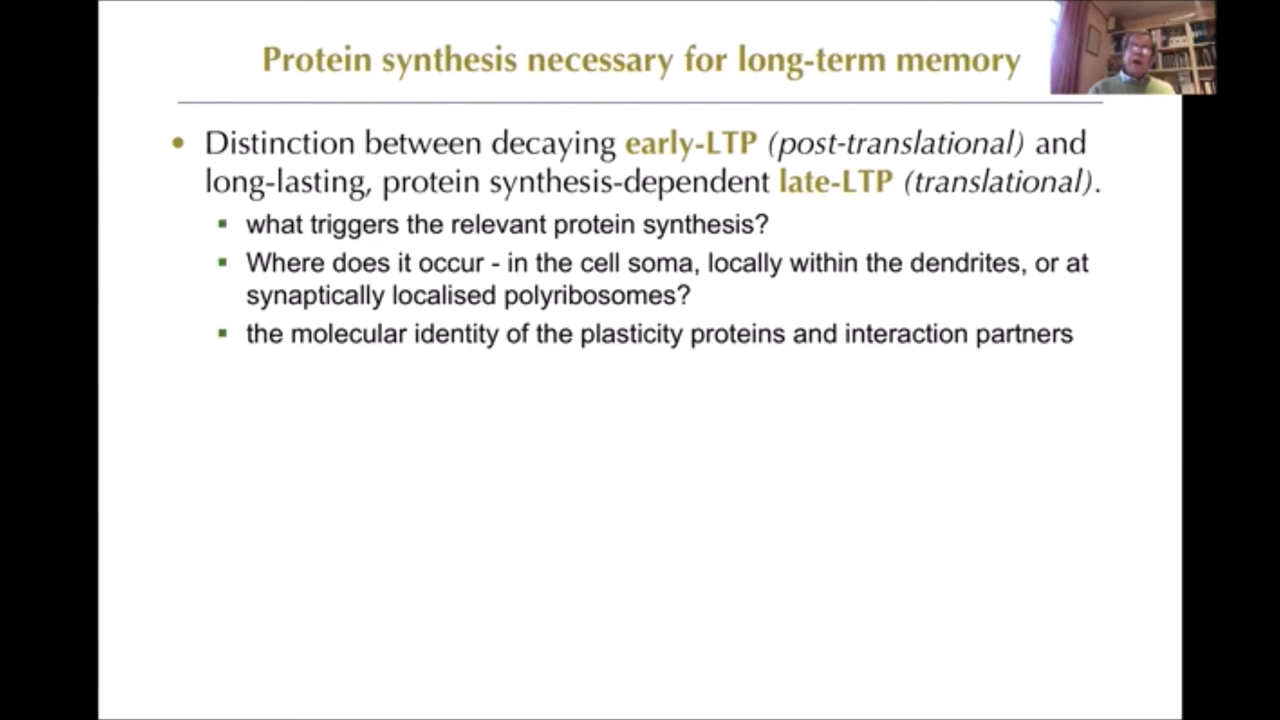 Protein synthesis necessary for long-term memory
• Distinction between decaying early-LTP (post-translational) and
long-lasting, protein synthesis-dependent late-LTP (translational).
▪ what triggers the relevant protein synthesis?
▪ Where does it occur - in the cell soma, locally within the dendrites, or at
synaptically localised polyribosomes?
▪ the molecular identity of the plasticity proteins and interaction partners